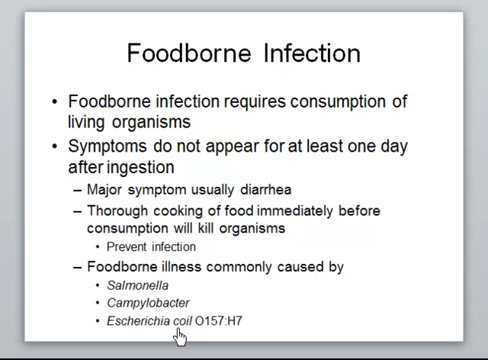 Foodborne Infection
• Foodborne infection requires consumption of
living organisms
• Symptoms do not appear for at least one day
after ingestion
– Major symptom usually diarrhea
– Thorough cooking of food immediately before
consumption will kill organisms
• Prevent infection
– Foodborne illness commonly caused by
• Salmonella
• Campylobacter
• Escherichia coil O157:H7